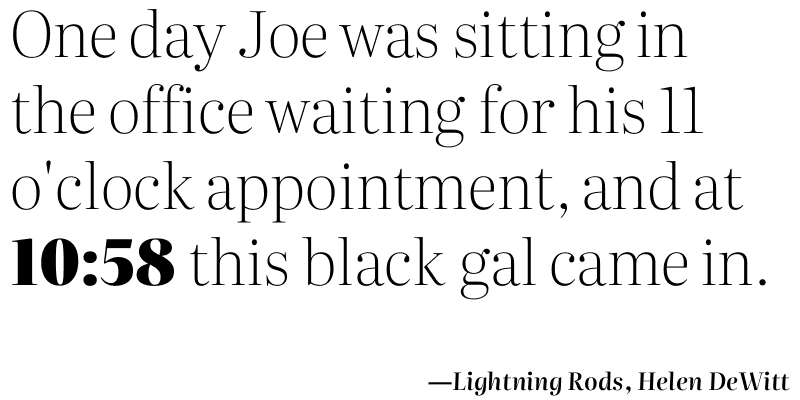 One day Joe was sitting in
the office waiting for his 11
o'clock appointment, and at
10:58 this black gal came in.
—Lightning Rods, Helen DeWitt